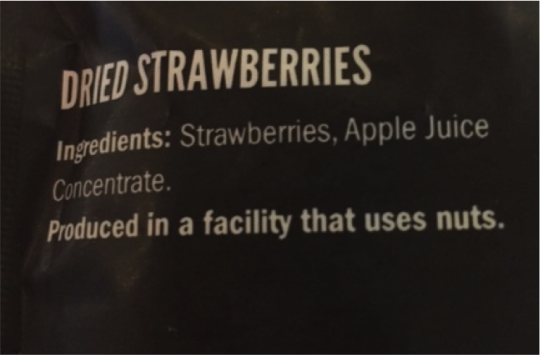 DRIED STRAWBERRIES
Ingredients: Strawberries, Apple Juice
Concentrate.
Produced in a facility that uses nuts.